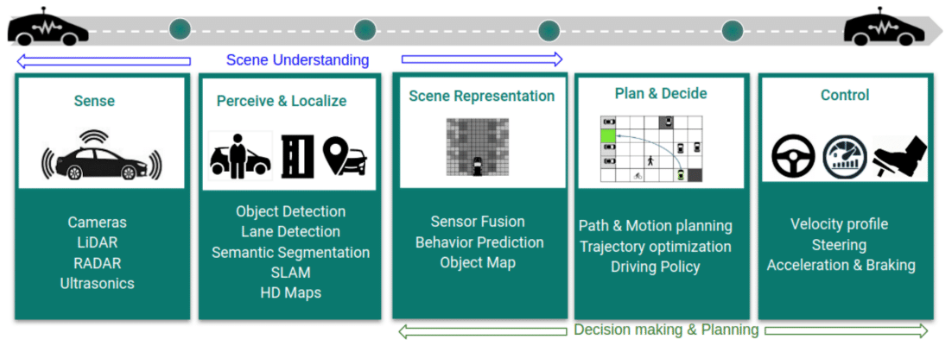 Scene Understanding
Sense
Cameras
LiDAR
RADAR
Ultrasonics
Perceive & Localize
Object Detection
Lane Detection
Semantic Segmentation
SLAM
HD Maps
Scene Representation
Sensor Fusion
Behavior Prediction
Object Map
Plan & Decide
Path & Motion planning
Trajectory optimization
Driving Policy
Control
Velocity profile
Steering
Acceleration & Braking
Decision making & Planning